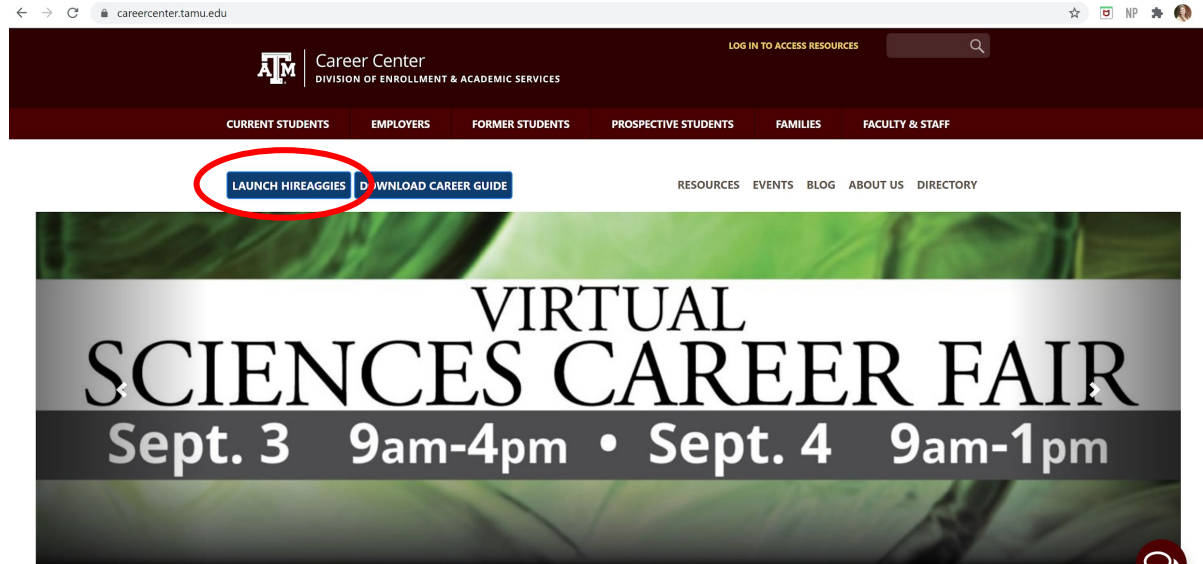 careercenter.tamu.edu
NP
LOG IN TO ACCESS RESOURCES
ĀM
Career Center
DIVISION OF ENROLLMENT & ACADEMIC SERVICES
CURRENT STUDENTS EMPLOYERS FORMER STUDENTS PROSPECTIVE STUDENTS FAMILIES FACULTY & STAFF
LAUNCH HIREAGGIES DOWNLOAD CAREER GUIDE RESOURCES EVENTS BLOG ABOUT US DIRECTORY
VIRTUAL
SCIENCES CAREER FAIR
Sept. 3 9am-4pm • Sept. 4 9am-1pm